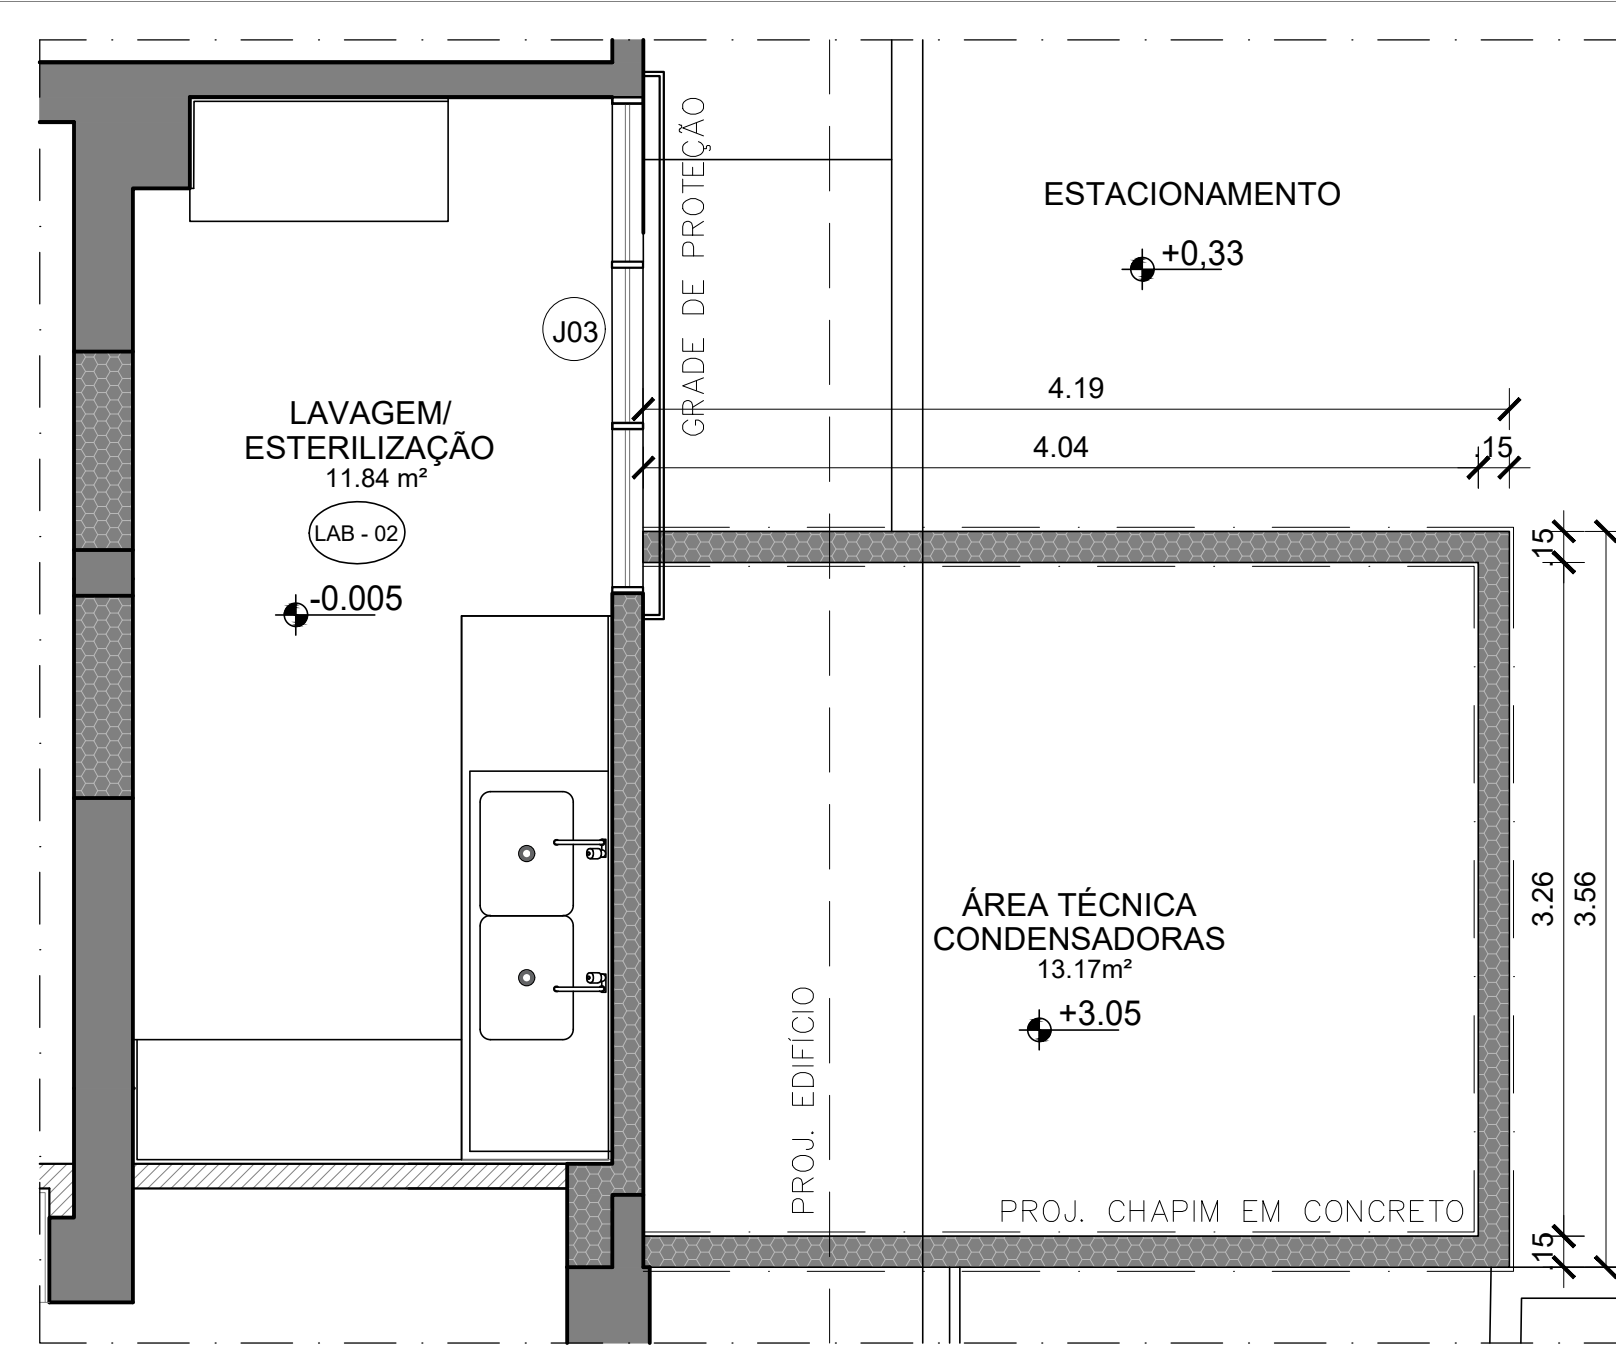 GRADE DE PROTEÇÃO
ESTACIONAMENTO
+0,33
J03
4.19
LAVAGEM/
ESTERILIZAÇÃO
11.84 m²
4.04
.15
LAB - 02
.15
-0.005
3.26
3.56
ÁREA TÉCNICA
CONDENSADORAS
13.17m²
+3.05
PROJ. EDIFÍCIO
PROJ. CHAPIM EM CONCRETO
.15